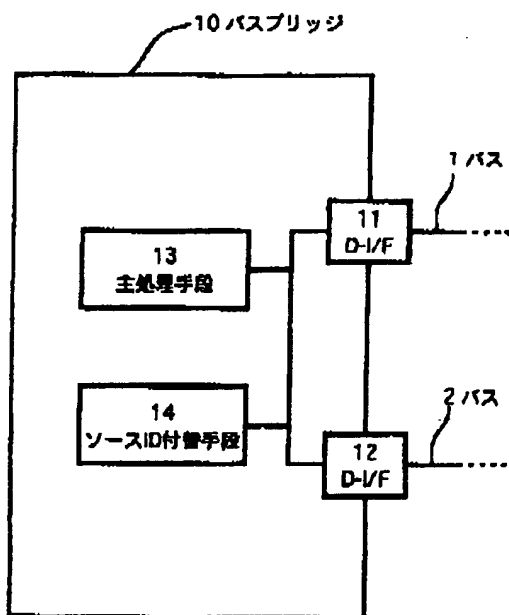 10 バスブリッジ
1 バス
11
D-I/F
13
主処理手段
14
ソースID付替手段
2 バス
12
D-I/F